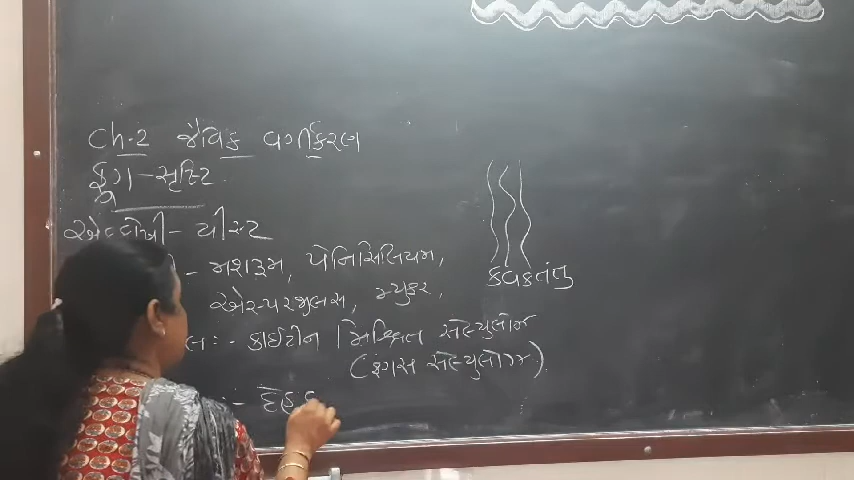 Ch-2 જૈવિક વર્ગીકરણ
ફૂગ-સૃષ્ટિ
એકકોષી - યીસ્ટ
- મશરૂમ, પેનિસિલિયમ,
એસ્પરજીલસ, મ્યુકર,
લ :- કાઈટીન મિશ્રિત સેલ્યુલોઝ
(ફંગસ સેલ્યુલોઝ)
:- દેહ
કવકતંતુ